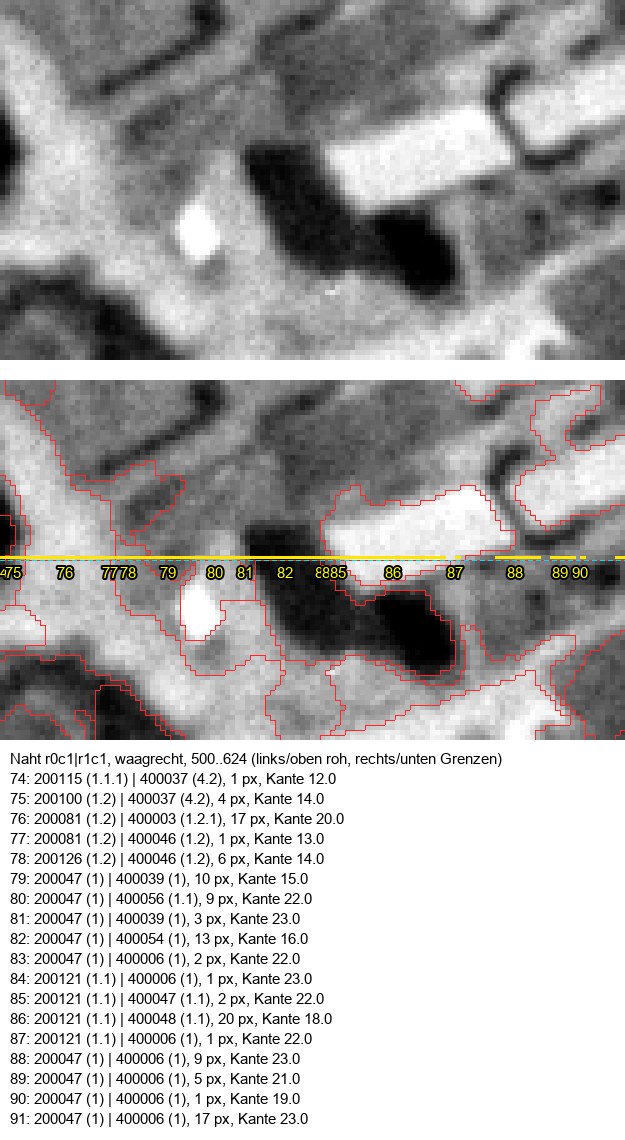 475 76 7778 79 80 81 82 8885 86 87 88 89 90
Naht r0c1|r1c1, waagrecht, 500..624 (links/oben roh, rechts/unten Grenzen)
74: 200115 (1.1.1) | 400037 (4.2), 1 px, Kante 12.0
75: 200100 (1.2) | 400037 (4.2), 4 px, Kante 14.0
76: 200081 (1.2) | 400003 (1.2.1), 17 px, Kante 20.0
77: 200081 (1.2) | 400046 (1.2), 1 px, Kante 13.0
78: 200126 (1.2) | 400046 (1.2), 6 px, Kante 14.0
79: 200047 (1) | 400039 (1), 10 px, Kante 15.0
80: 200047 (1) | 400056 (1.1), 9 px, Kante 22.0
81: 200047 (1) | 400039 (1), 3 px, Kante 23.0
82: 200047 (1) | 400054 (1), 13 px, Kante 16.0
83: 200047 (1) | 400006 (1), 2 px, Kante 22.0
84: 200121 (1.1) | 400006 (1), 1 px, Kante 23.0
85: 200121 (1.1) | 400047 (1.1), 2 px, Kante 22.0
86: 200121 (1.1) | 400048 (1.1), 20 px, Kante 18.0
87: 200121 (1.1) | 400006 (1), 1 px, Kante 22.0
88: 200047 (1) | 400006 (1), 9 px, Kante 23.0
89: 200047 (1) | 400006 (1), 5 px, Kante 21.0
90: 200047 (1) | 400006 (1), 1 px, Kante 19.0
91: 200047 (1) | 400006 (1), 17 px, Kante 23.0